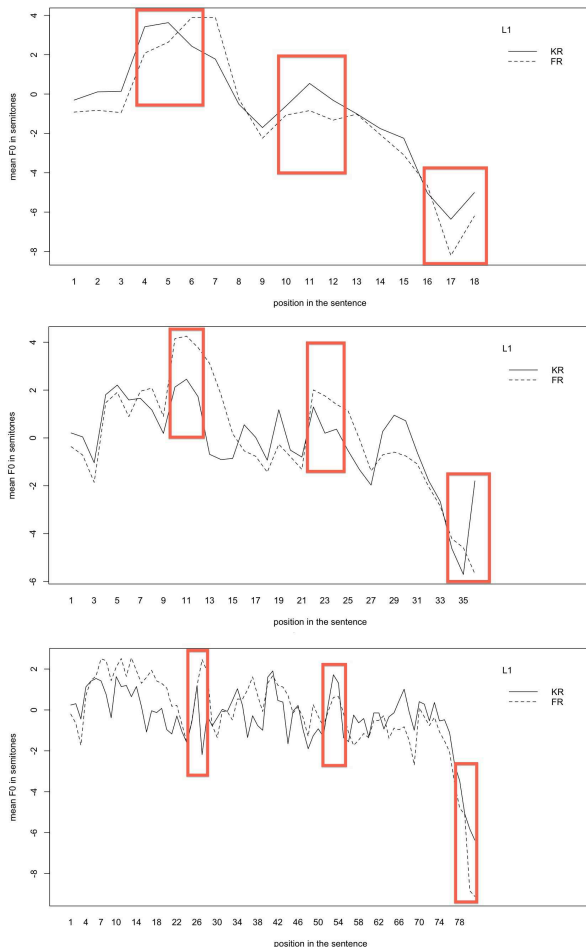 4
2
0
-2
-4
-6
-8
mean F0 in semitones
L1
KR
FR
1 2 3 4 5 6 7 8 9 10 11 12 13 14 15 16 17 18
position in the sentence
4
2
0
-2
-4
-6
mean F0 in semitones
L1
KR
FR
1 3 5 7 9 11 13 15 17 19 21 23 25 27 29 31 33 35
position in the sentence
2
0
-2
-4
-6
-8
mean F0 in semitones
L1
KR
FR
1 4 7 10 14 18 22 26 30 34 38 42 46 50 54 58 62 66 70 74 78
position in the sentence